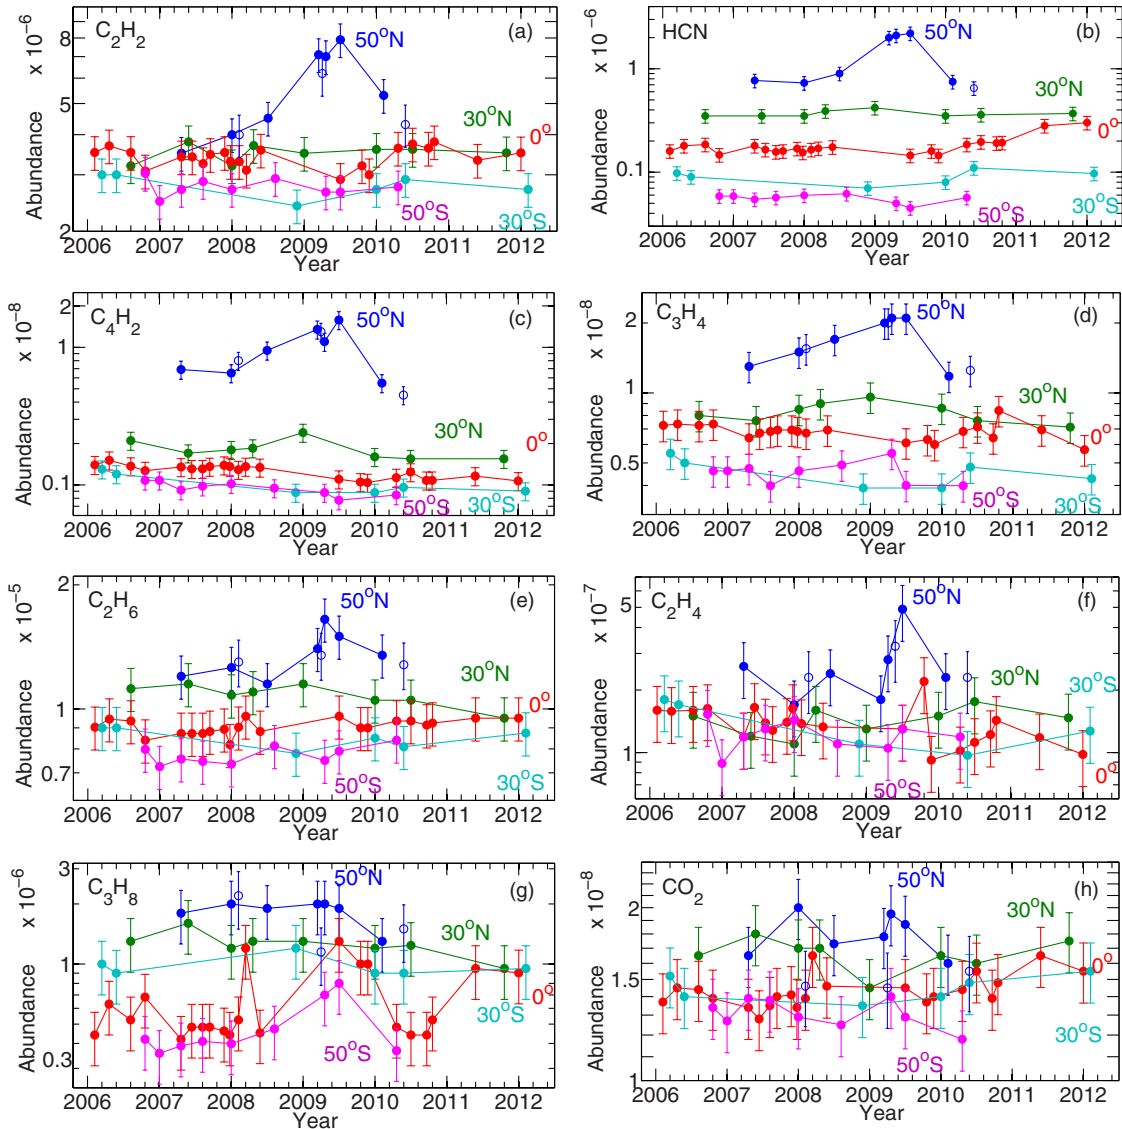 C₂H₂ (a)
x 10⁻⁶
Abundance
8
5
2
50°N
30°N
0°
50°S
30°S
2006 2007 2008 2009 2010 2011 2012
Year
HCN (b)
x 10⁻⁶
Abundance
1
0.1
50°N
30°N
0°
30°S
50°S
2006 2007 2008 2009 2010 2011 2012
Year
C₄H₂ (c)
x 10⁻⁸
Abundance
2
1
0.1
50°N
30°N
0°
30°S
50°S
2006 2007 2008 2009 2010 2011 2012
Year
C₃H₄ (d)
x 10⁻⁸
Abundance
2
1
0.5
50°N
30°N
0°
50°S
30°S
2006 2007 2008 2009 2010 2011 2012
Year
C₂H₆ (e)
x 10⁻⁵
Abundance
2
1
0.7
50°N
30°N
0°
30°S
50°S
2006 2007 2008 2009 2010 2011 2012
Year
C₂H₄ (f)
x 10⁻⁷
Abundance
5
1
50°N
30°N
30°S
0°
50°S
2006 2007 2008 2009 2010 2011 2012
Year
C₃H₈ (g)
x 10⁻⁶
Abundance
3
1
0.3
50°N
30°N
0°
30°S
50°S
2006 2007 2008 2009 2010 2011 2012
Year
CO₂ (h)
x 10⁻⁸
Abundance
2
1.5
1
50°N
30°N
0°
30°S
50°S
2006 2007 2008 2009 2010 2011 2012
Year